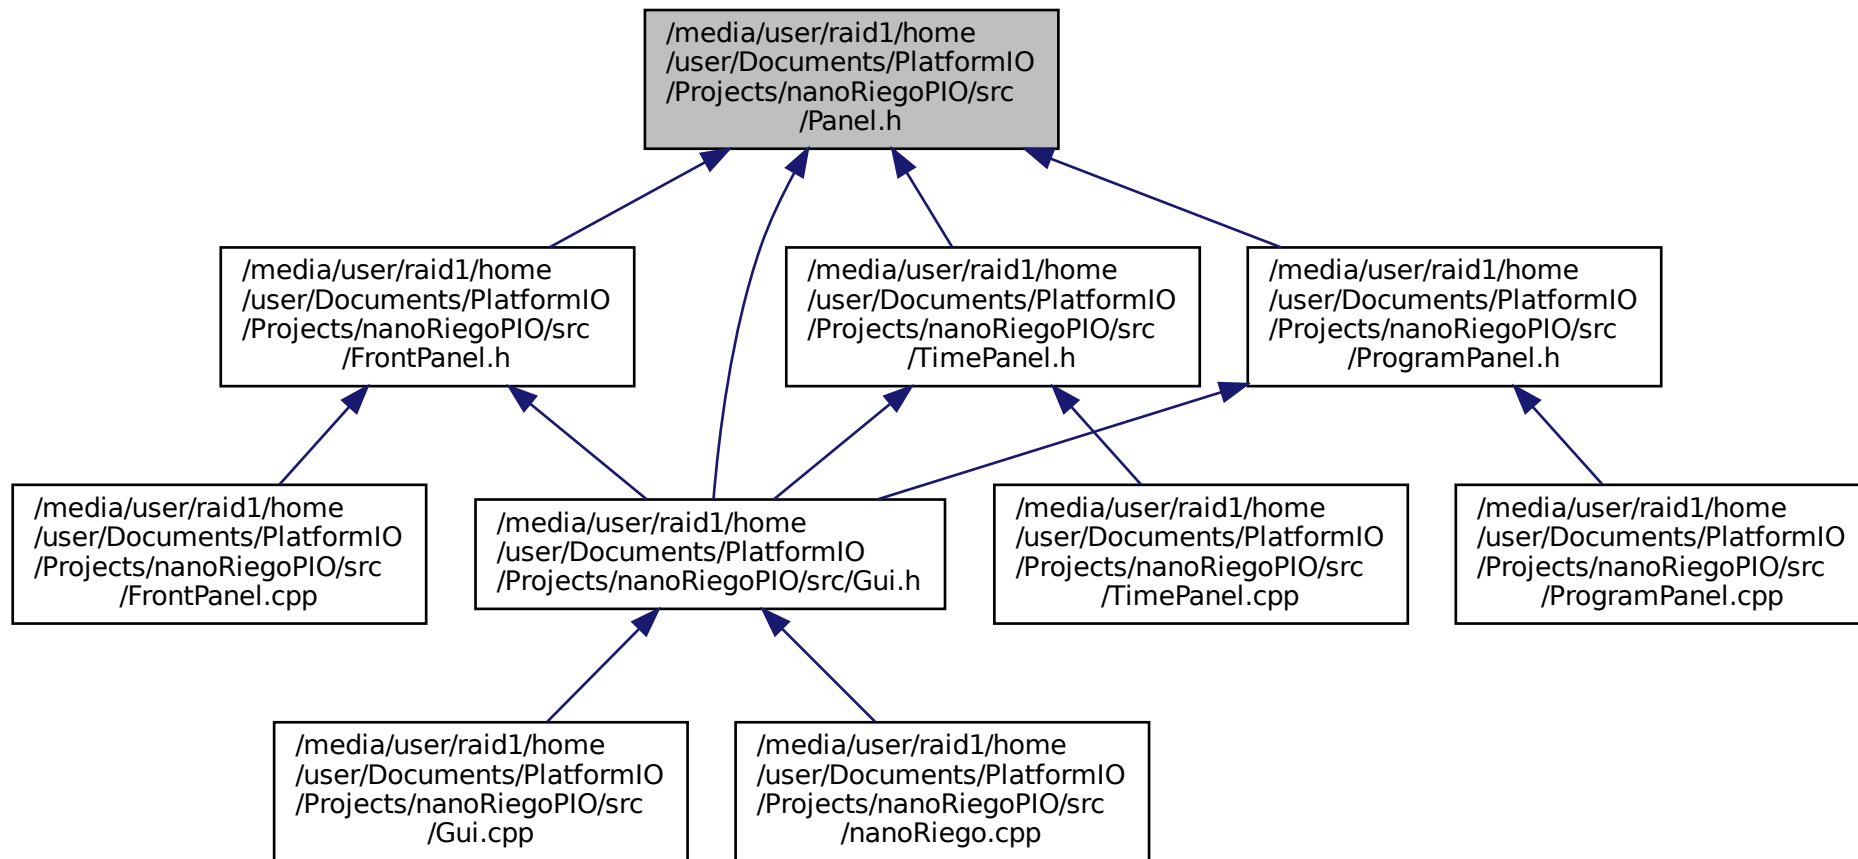 /media/user/raid1/home
/user/Documents/PlatformIO
/Projects/nanoRiegoPIO/src
/Panel.h
/media/user/raid1/home
/user/Documents/PlatformIO
/Projects/nanoRiegoPIO/src
/FrontPanel.h
/media/user/raid1/home
/user/Documents/PlatformIO
/Projects/nanoRiegoPIO/src
/TimePanel.h
/media/user/raid1/home
/user/Documents/PlatformIO
/Projects/nanoRiegoPIO/src
/ProgramPanel.h
/media/user/raid1/home
/user/Documents/PlatformIO
/Projects/nanoRiegoPIO/src
/FrontPanel.cpp
/media/user/raid1/home
/user/Documents/PlatformIO
/Projects/nanoRiegoPIO/src/Gui.h
/media/user/raid1/home
/user/Documents/PlatformIO
/Projects/nanoRiegoPIO/src
/TimePanel.cpp
/media/user/raid1/home
/user/Documents/PlatformIO
/Projects/nanoRiegoPIO/src
/ProgramPanel.cpp
/media/user/raid1/home
/user/Documents/PlatformIO
/Projects/nanoRiegoPIO/src
/Gui.cpp
/media/user/raid1/home
/user/Documents/PlatformIO
/Projects/nanoRiegoPIO/src
/nanoRiego.cpp